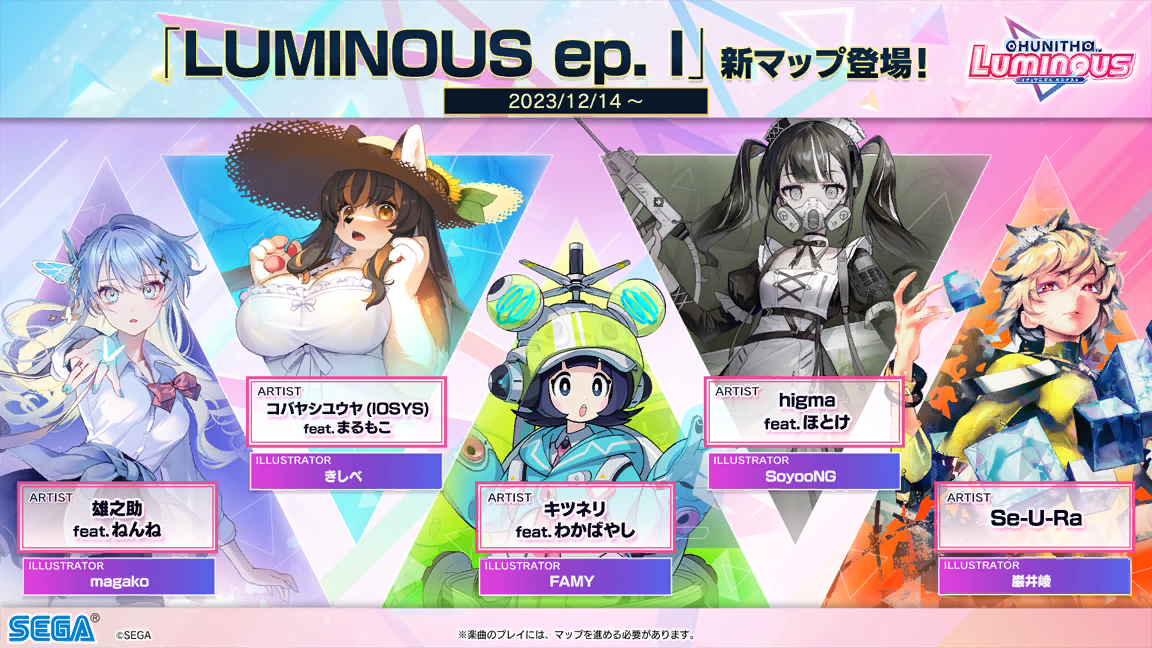 「LUMINOUS ep. I」新マップ登場！
2023/12/14～
CHUNITHM
LUMINOUS
ARTIST
雄之助
feat. ねんね
ILLUSTRATOR
magako
ARTIST
コバヤシユウヤ (IOSYS)
feat. まるもこ
ILLUSTRATOR
きしべ
ARTIST
キツネリ
feat. わかばやし
ILLUSTRATOR
FAMY
ARTIST
higma
feat. ほとけ
ILLUSTRATOR
SoyooNG
ARTIST
Se-U-Ra
ILLUSTRATOR
巌井崚
SEGA®
©SEGA
※楽曲のプレイには、マップを進める必要があります。